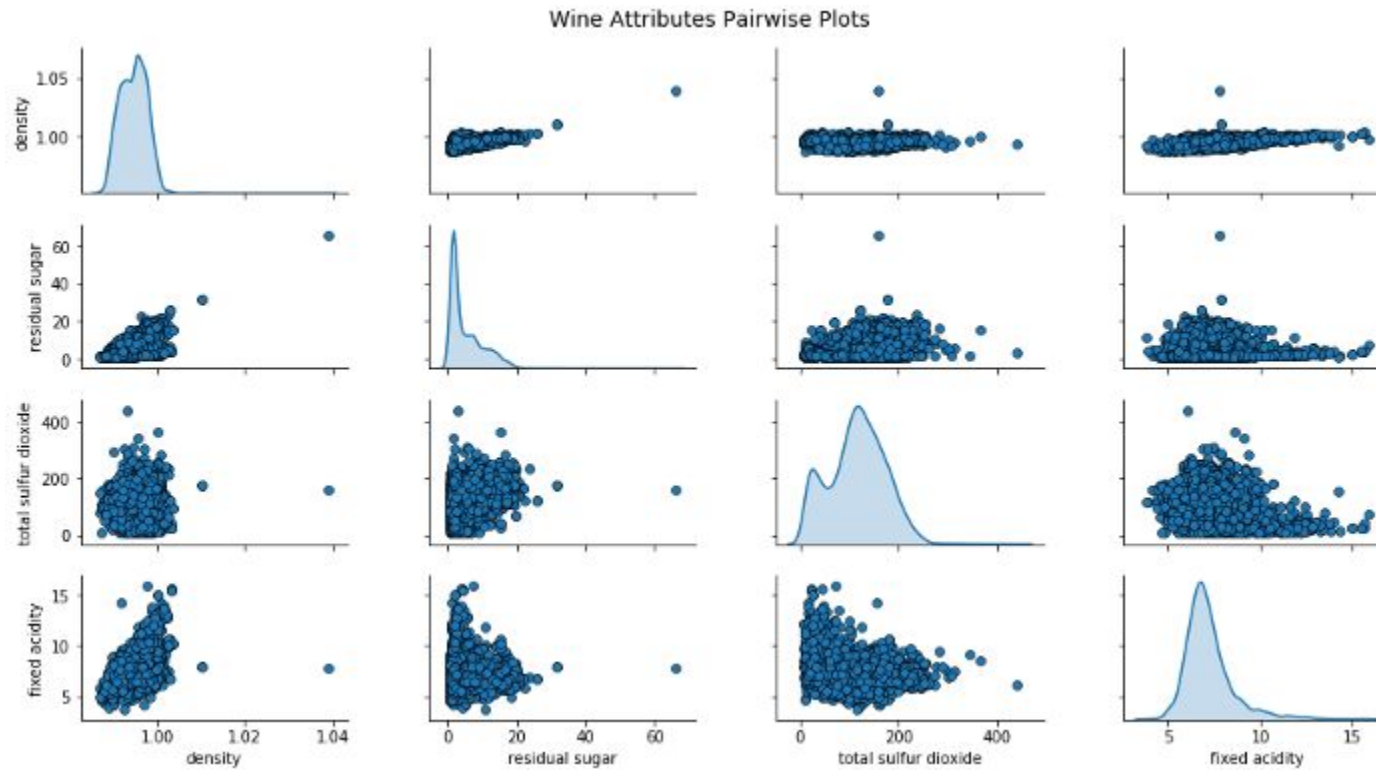 Wine Attributes Pairwise Plots
density
1.05
1.00
residual sugar
60
40
20
0
total sulfur dioxide
400
200
0
fixed acidity
15
10
5
1.00 1.02 1.04
density
0 20 40 60
residual sugar
0 200 400
total sulfur dioxide
5 10 15
fixed acidity